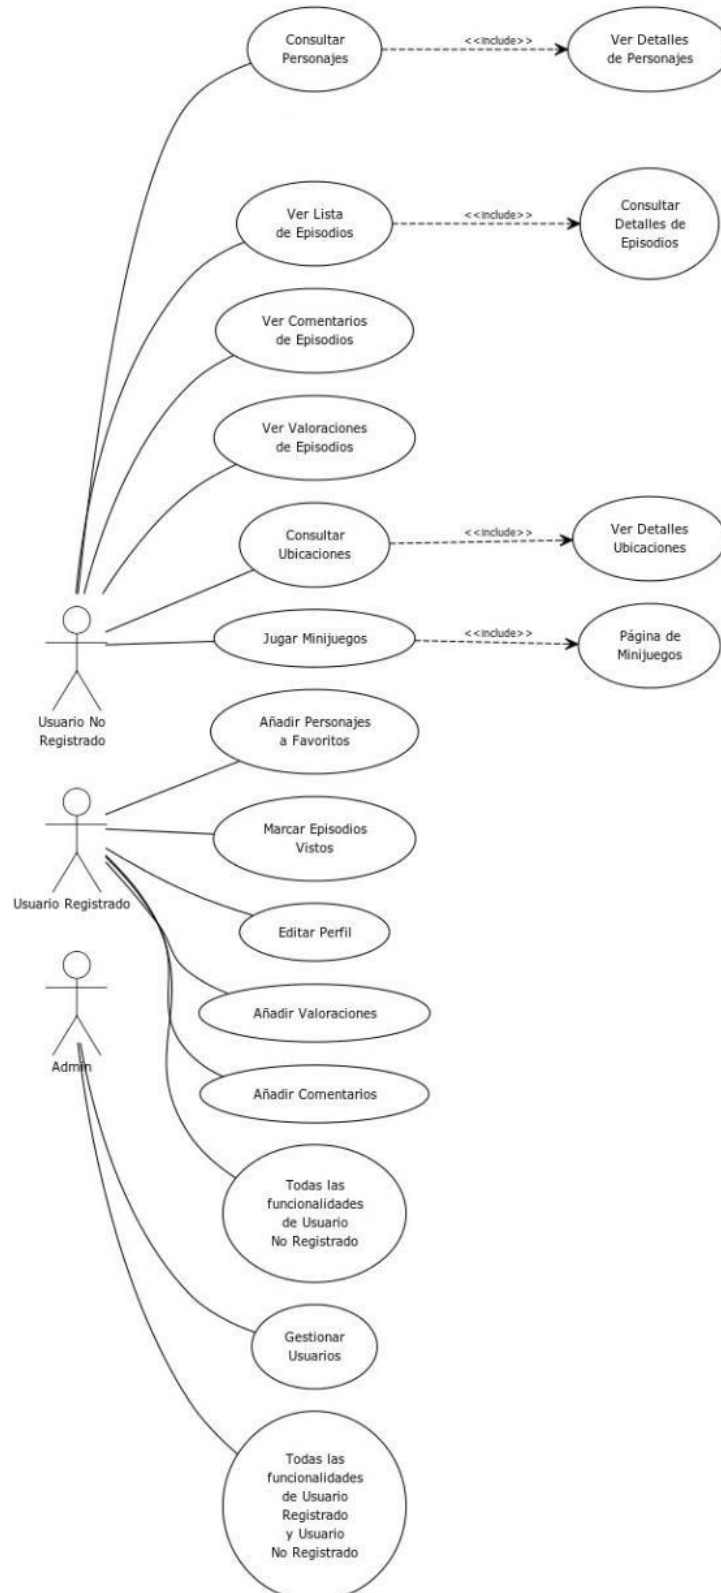 Consultar
Personajes
<<include>>
Ver Detalles
de Personajes
Ver Lista
de Episodios
<<include>>
Consultar
Detalles de
Episodios
Ver Comentarios
de Episodios
Ver Valoraciones
de Episodios
Consultar
Ubicaciones
<<include>>
Ver Detalles
Ubicaciones
Jugar Minijuegos
<<include>>
Página de
Minijuegos
Usuario No
Registrado
Añadir Personajes
a Favoritos
Marcar Episodios
Vistos
Usuario Registrado
Editar Perfil
Añadir Valoraciones
Admin
Añadir Comentarios
Todas las
funcionalidades
de Usuario
No Registrado
Gestionar
Usuarios
Todas las
funcionalidades
de Usuario
Registrado
y Usuario
No Registrado